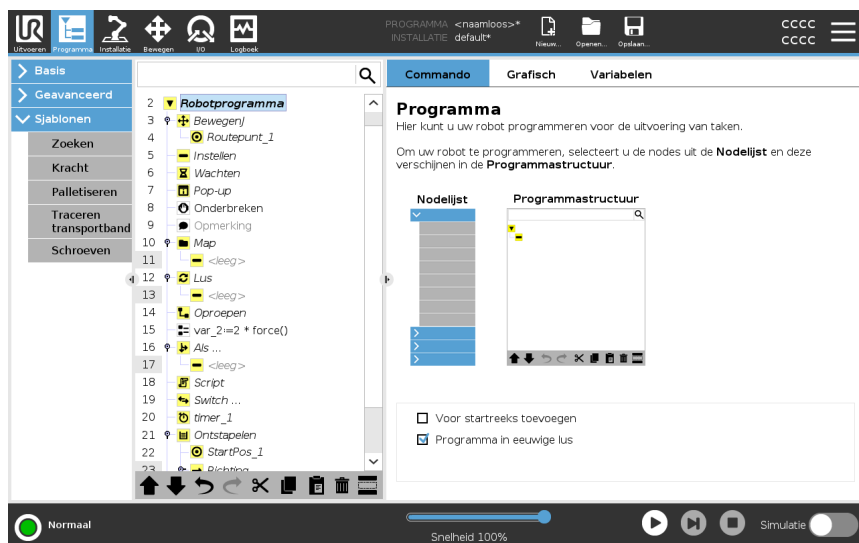 UR
PROGRAMMA <naamloos>*
INSTALLATIE default*
Uitvoeren Programma Installatie Bewegen I/O Logboek
Nieuw... Openen... Opslaan...
CCCC
CCCC
Basis
Geavanceerd
Sjablonen
Zoeken
Kracht
Palletiseren
Traceren
transportband
Schroeven
2 Robotprogramma
3 BewegenJ
4 Routepunt_1
5 Instellen
6 Wachten
7 Pop-up
8 Onderbreken
9 Opmerking
10 Map
11 <leeg>
12 Lus
13 <leeg>
14 Oproepen
15 var_2:=2 * force()
16 Als ...
17 <leeg>
18 Script
19 Switch ...
20 timer_1
21 Ontstapelen
22 StartPos_1
23 Richting
Commando Grafisch Variabelen
Programma
Hier kunt u uw robot programmeren voor de uitvoering van taken.
Om uw robot te programmeren, selecteert u de nodes uit de Nodelijst en deze
verschijnen in de Programmastructuur.
Nodelijst Programmastructuur
Voor startreeks toevoegen
Programma in eeuwige lus
Normaal
Snelheid 100%
Simulatie